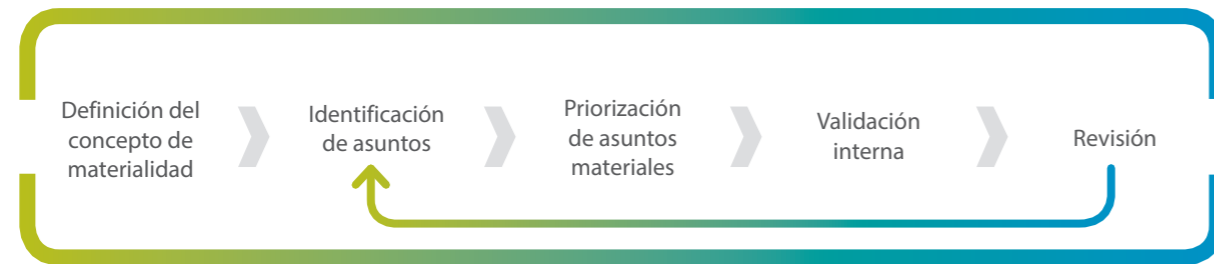 Definición del
concepto de
materialidad
Identificación
de asuntos
Priorización
de asuntos
materiales
Validación
interna
Revisión